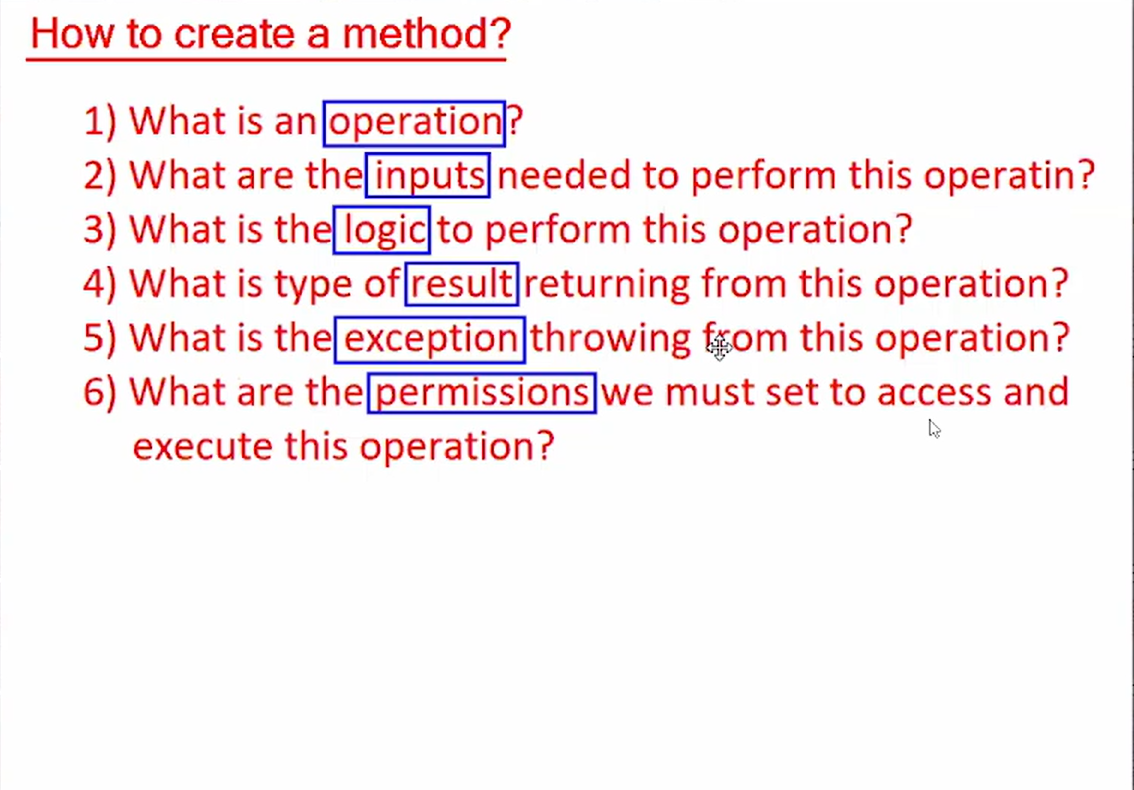 How to create a method?
1) What is an operation?
2) What are the inputs needed to perform this operatin?
3) What is the logic to perform this operation?
4) What is type of result returning from this operation?
5) What is the exception throwing from this operation?
6) What are the permissions we must set to access and
execute this operation?